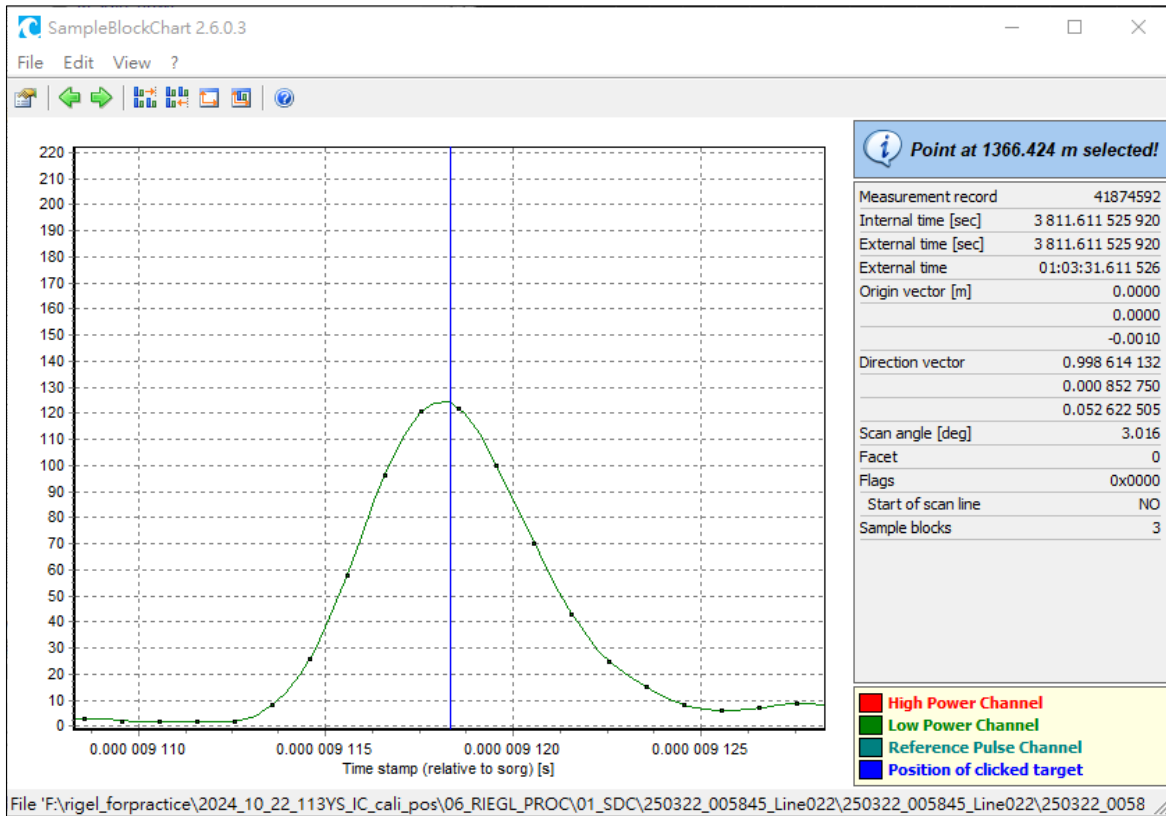 SampleBlockChart 2.6.0.3
File Edit View ?
220
210
200
190
180
170
160
150
140
130
120
110
100
90
80
70
60
50
40
30
20
10
0
0.000 009 110 0.000 009 115 0.000 009 120 0.000 009 125
Time stamp (relative to sorg) [s]
Point at 1366.424 m selected!
Measurement record 41874592
Internal time [sec] 3 811.611 525 920
External time [sec] 3 811.611 525 920
External time 01:03:31.611 526
Origin vector [m] 0.0000
0.0000
-0.0010
Direction vector 0.998 614 132
0.000 852 750
0.052 622 505
Scan angle [deg] 3.016
Facet 0
Flags 0x0000
Start of scan line NO
Sample blocks 3
High Power Channel
Low Power Channel
Reference Pulse Channel
Position of clicked target
File 'F:\rigel_forpractice\2024_10_22_113YS_IC_cali_pos\06_RIEGL_PROC\01_SDC\250322_005845_Line022\250322_005845_Line022\250322_0058